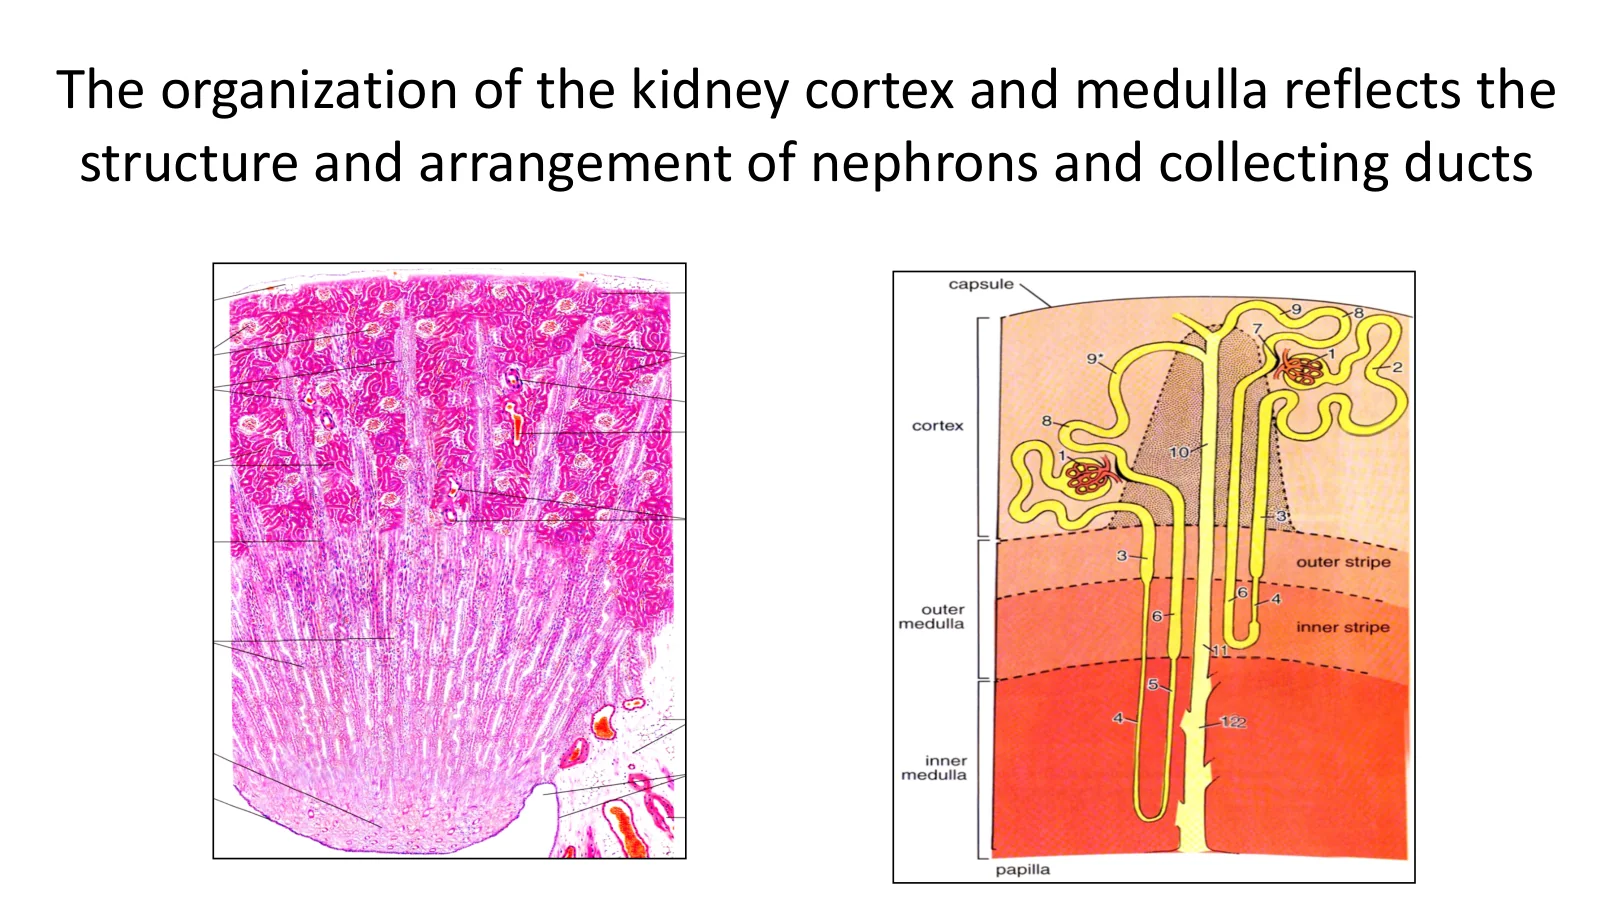 The organization of the kidney cortex and medulla reflects the
structure and arrangement of nephrons and collecting ducts
capsule
9
8
7
1
9*
2
cortex
8
10
1
3
3
outer stripe
6
4
outer
medulla
6
inner stripe
11
5
4
122
inner
medulla
papilla